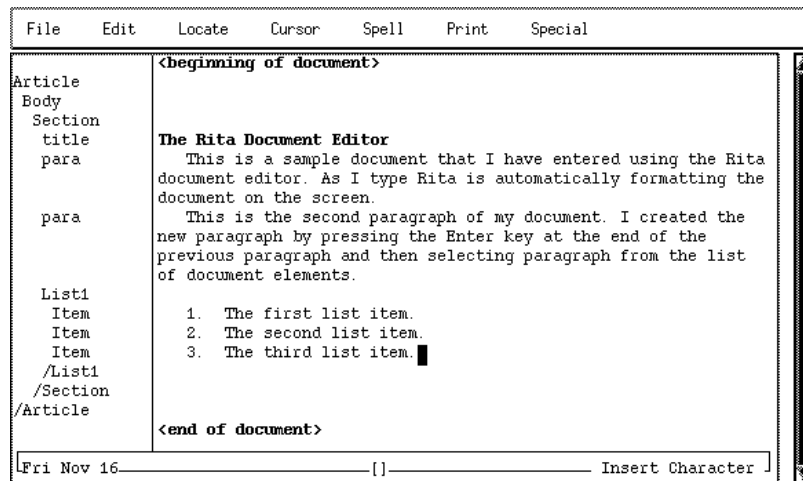 File Edit Locate Cursor Spell Print Special
<beginning of document>
Article
Body
Section
title The Rita Document Editor
para This is a sample document that I have entered using the Rita
document editor. As I type Rita is automatically formatting the
document on the screen.
para This is the second paragraph of my document. I created the
new paragraph by pressing the Enter key at the end of the
previous paragraph and then selecting paragraph from the list
of document elements.
List1
Item 1. The first list item.
Item 2. The second list item.
Item 3. The third list item.
/List1
/Section
/Article
<end of document>
Fri Nov 16 [] Insert Character